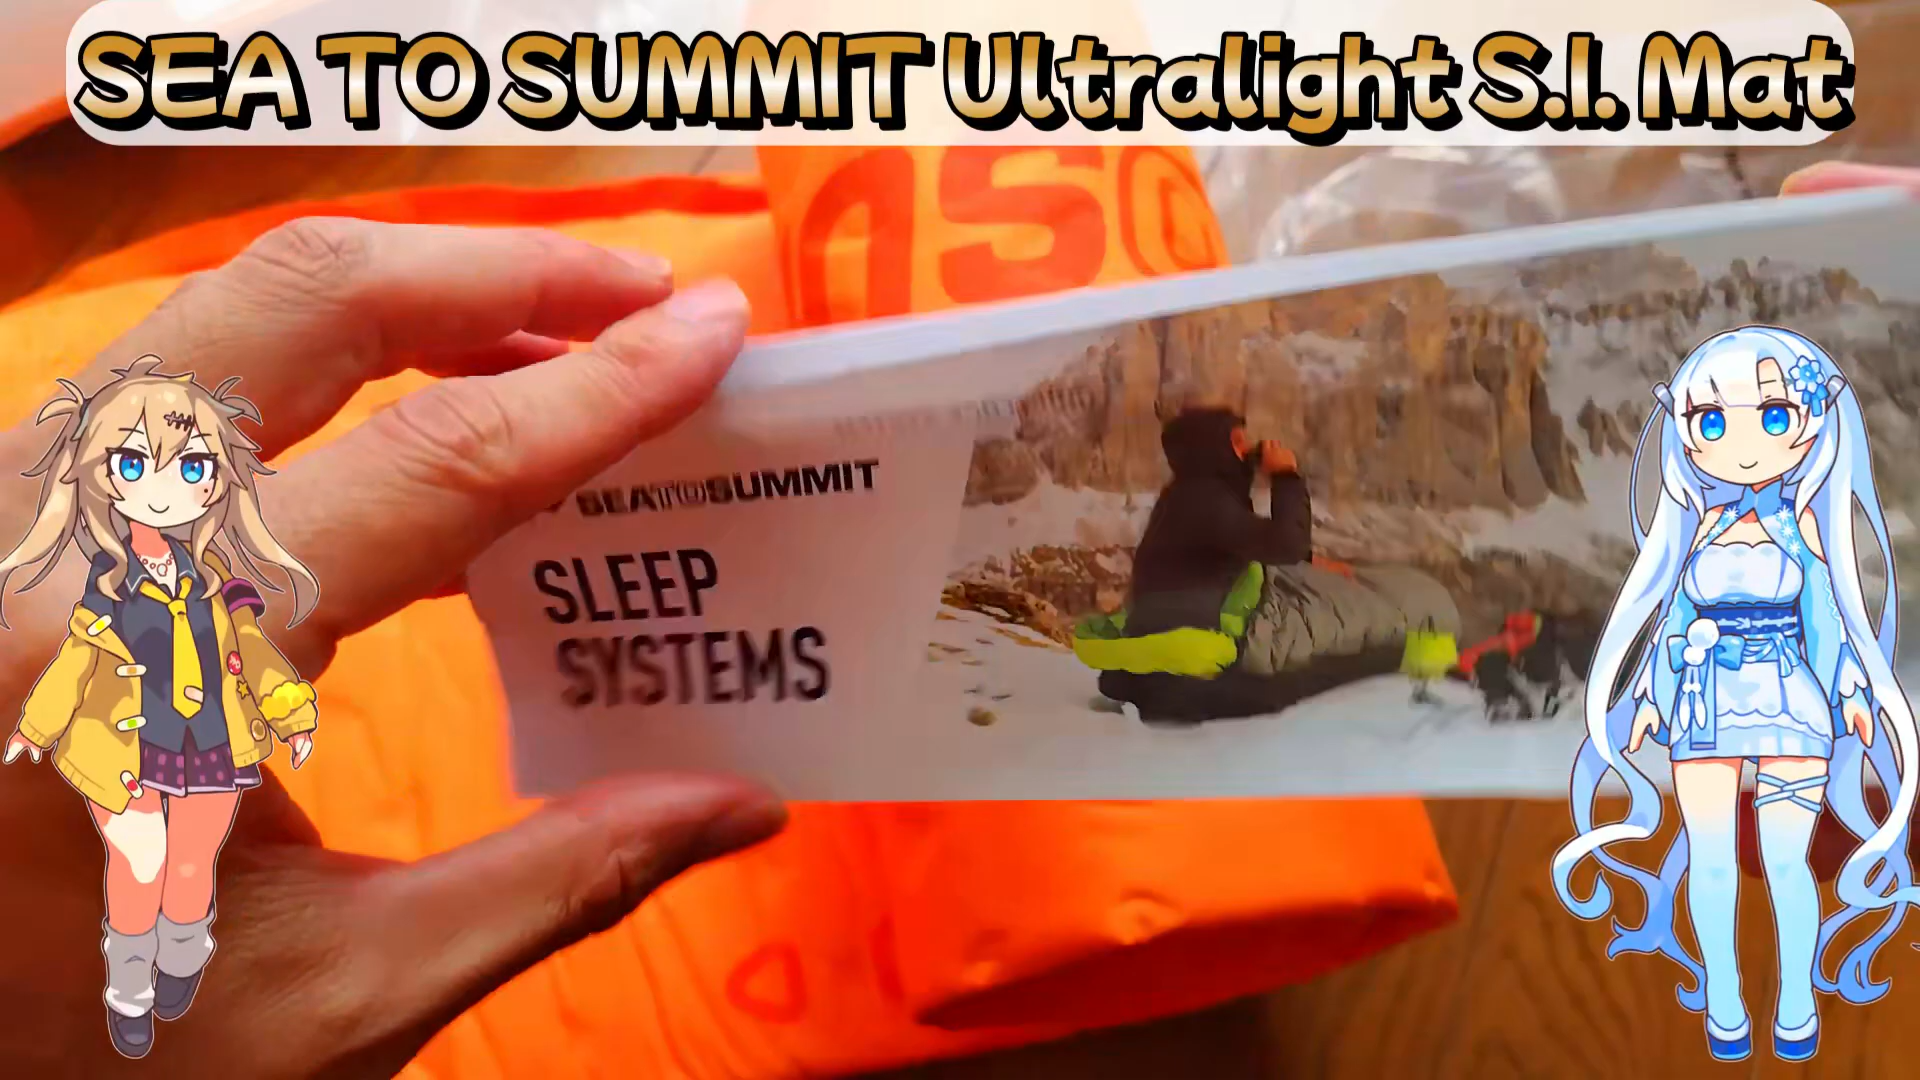 SEA TO SUMMIT Ultralight S.I. Mat
SEATOSUMMIT
SLEEP
SYSTEMS